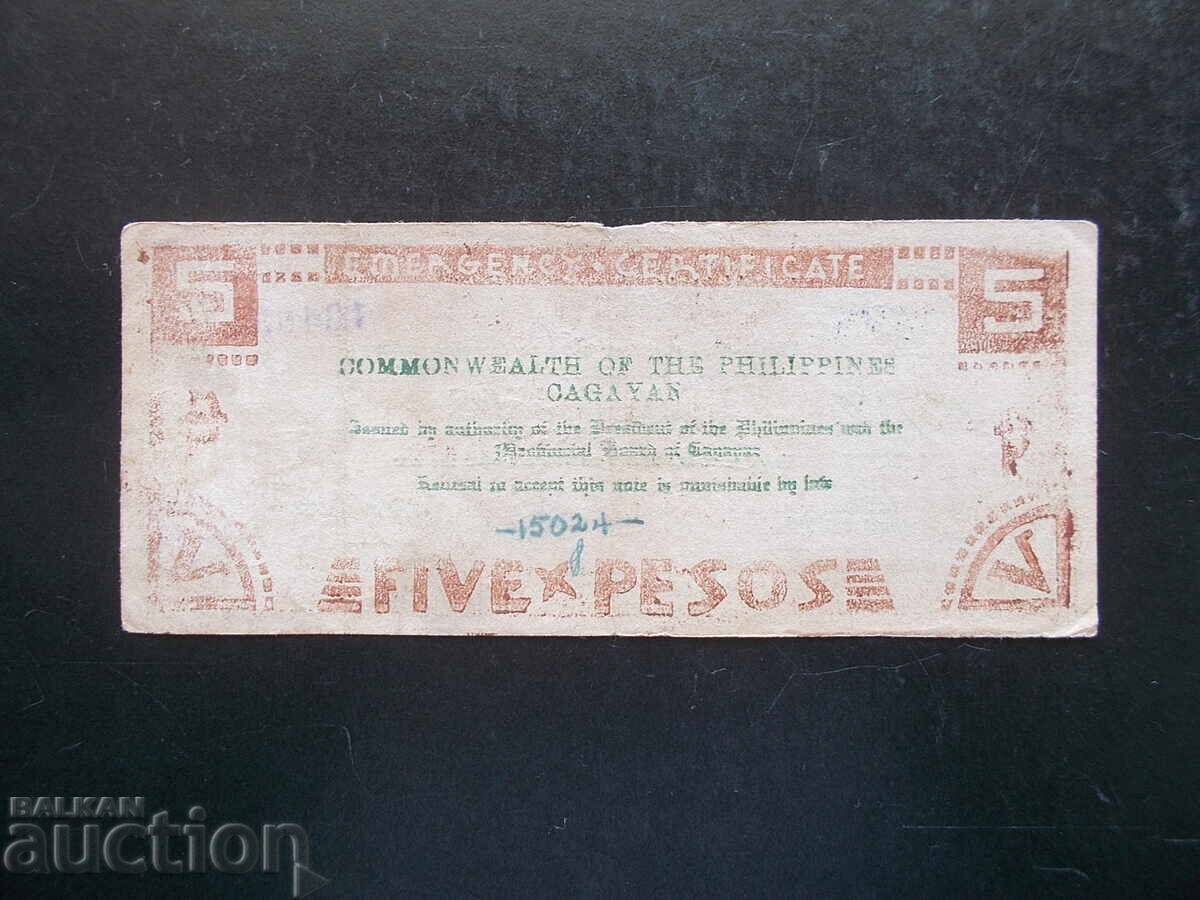 5 EMERGENCY • CERTIFICATE 5
COMMONWEALTH OF THE PHILIPPINES
CAGAYAN
Issued by authority of the President of the Philippines with the
Provincial Board of Cagayan
Refusal to accept this note is punishable by law
-15024-
V FIVE PESOS V
BALKAN
auction